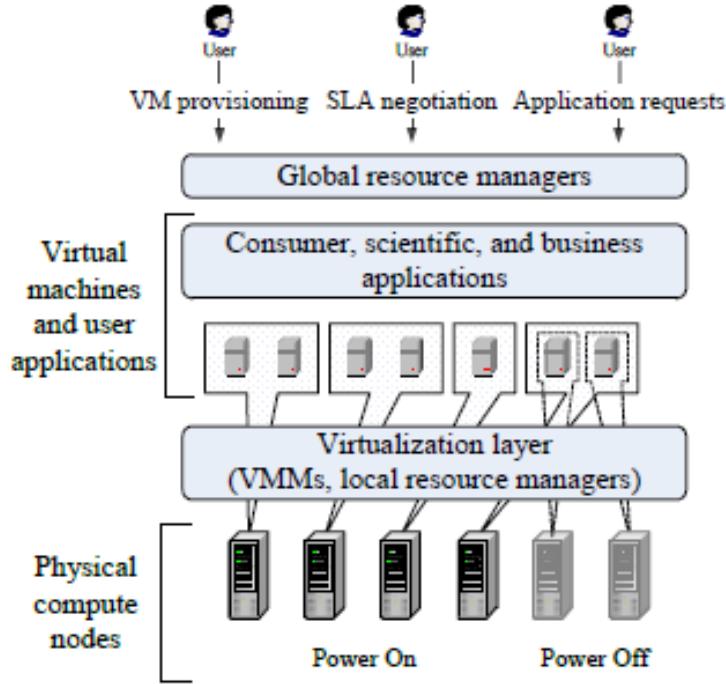 User
User
User
VM provisioning
SLA negotiation
Application requests
Global resource managers
Virtual
machines
and user
applications
Consumer, scientific, and business
applications
Virtualization layer
(VMMs, local resource managers)
Physical
compute
nodes
Power On
Power Off